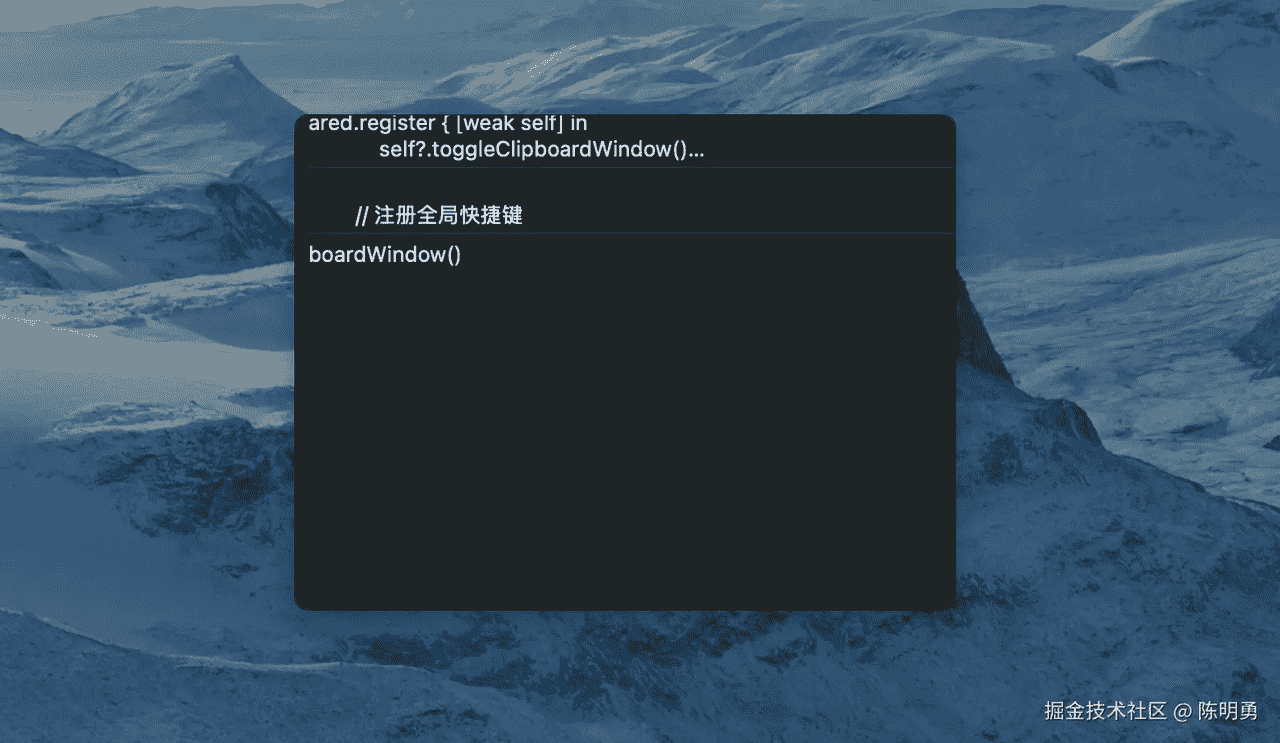 ared.register { [weak self] in
self?.toggleClipboardWindow()...
// 注册全局快捷键
boardWindow()
掘金技术社区 @ 陈明勇